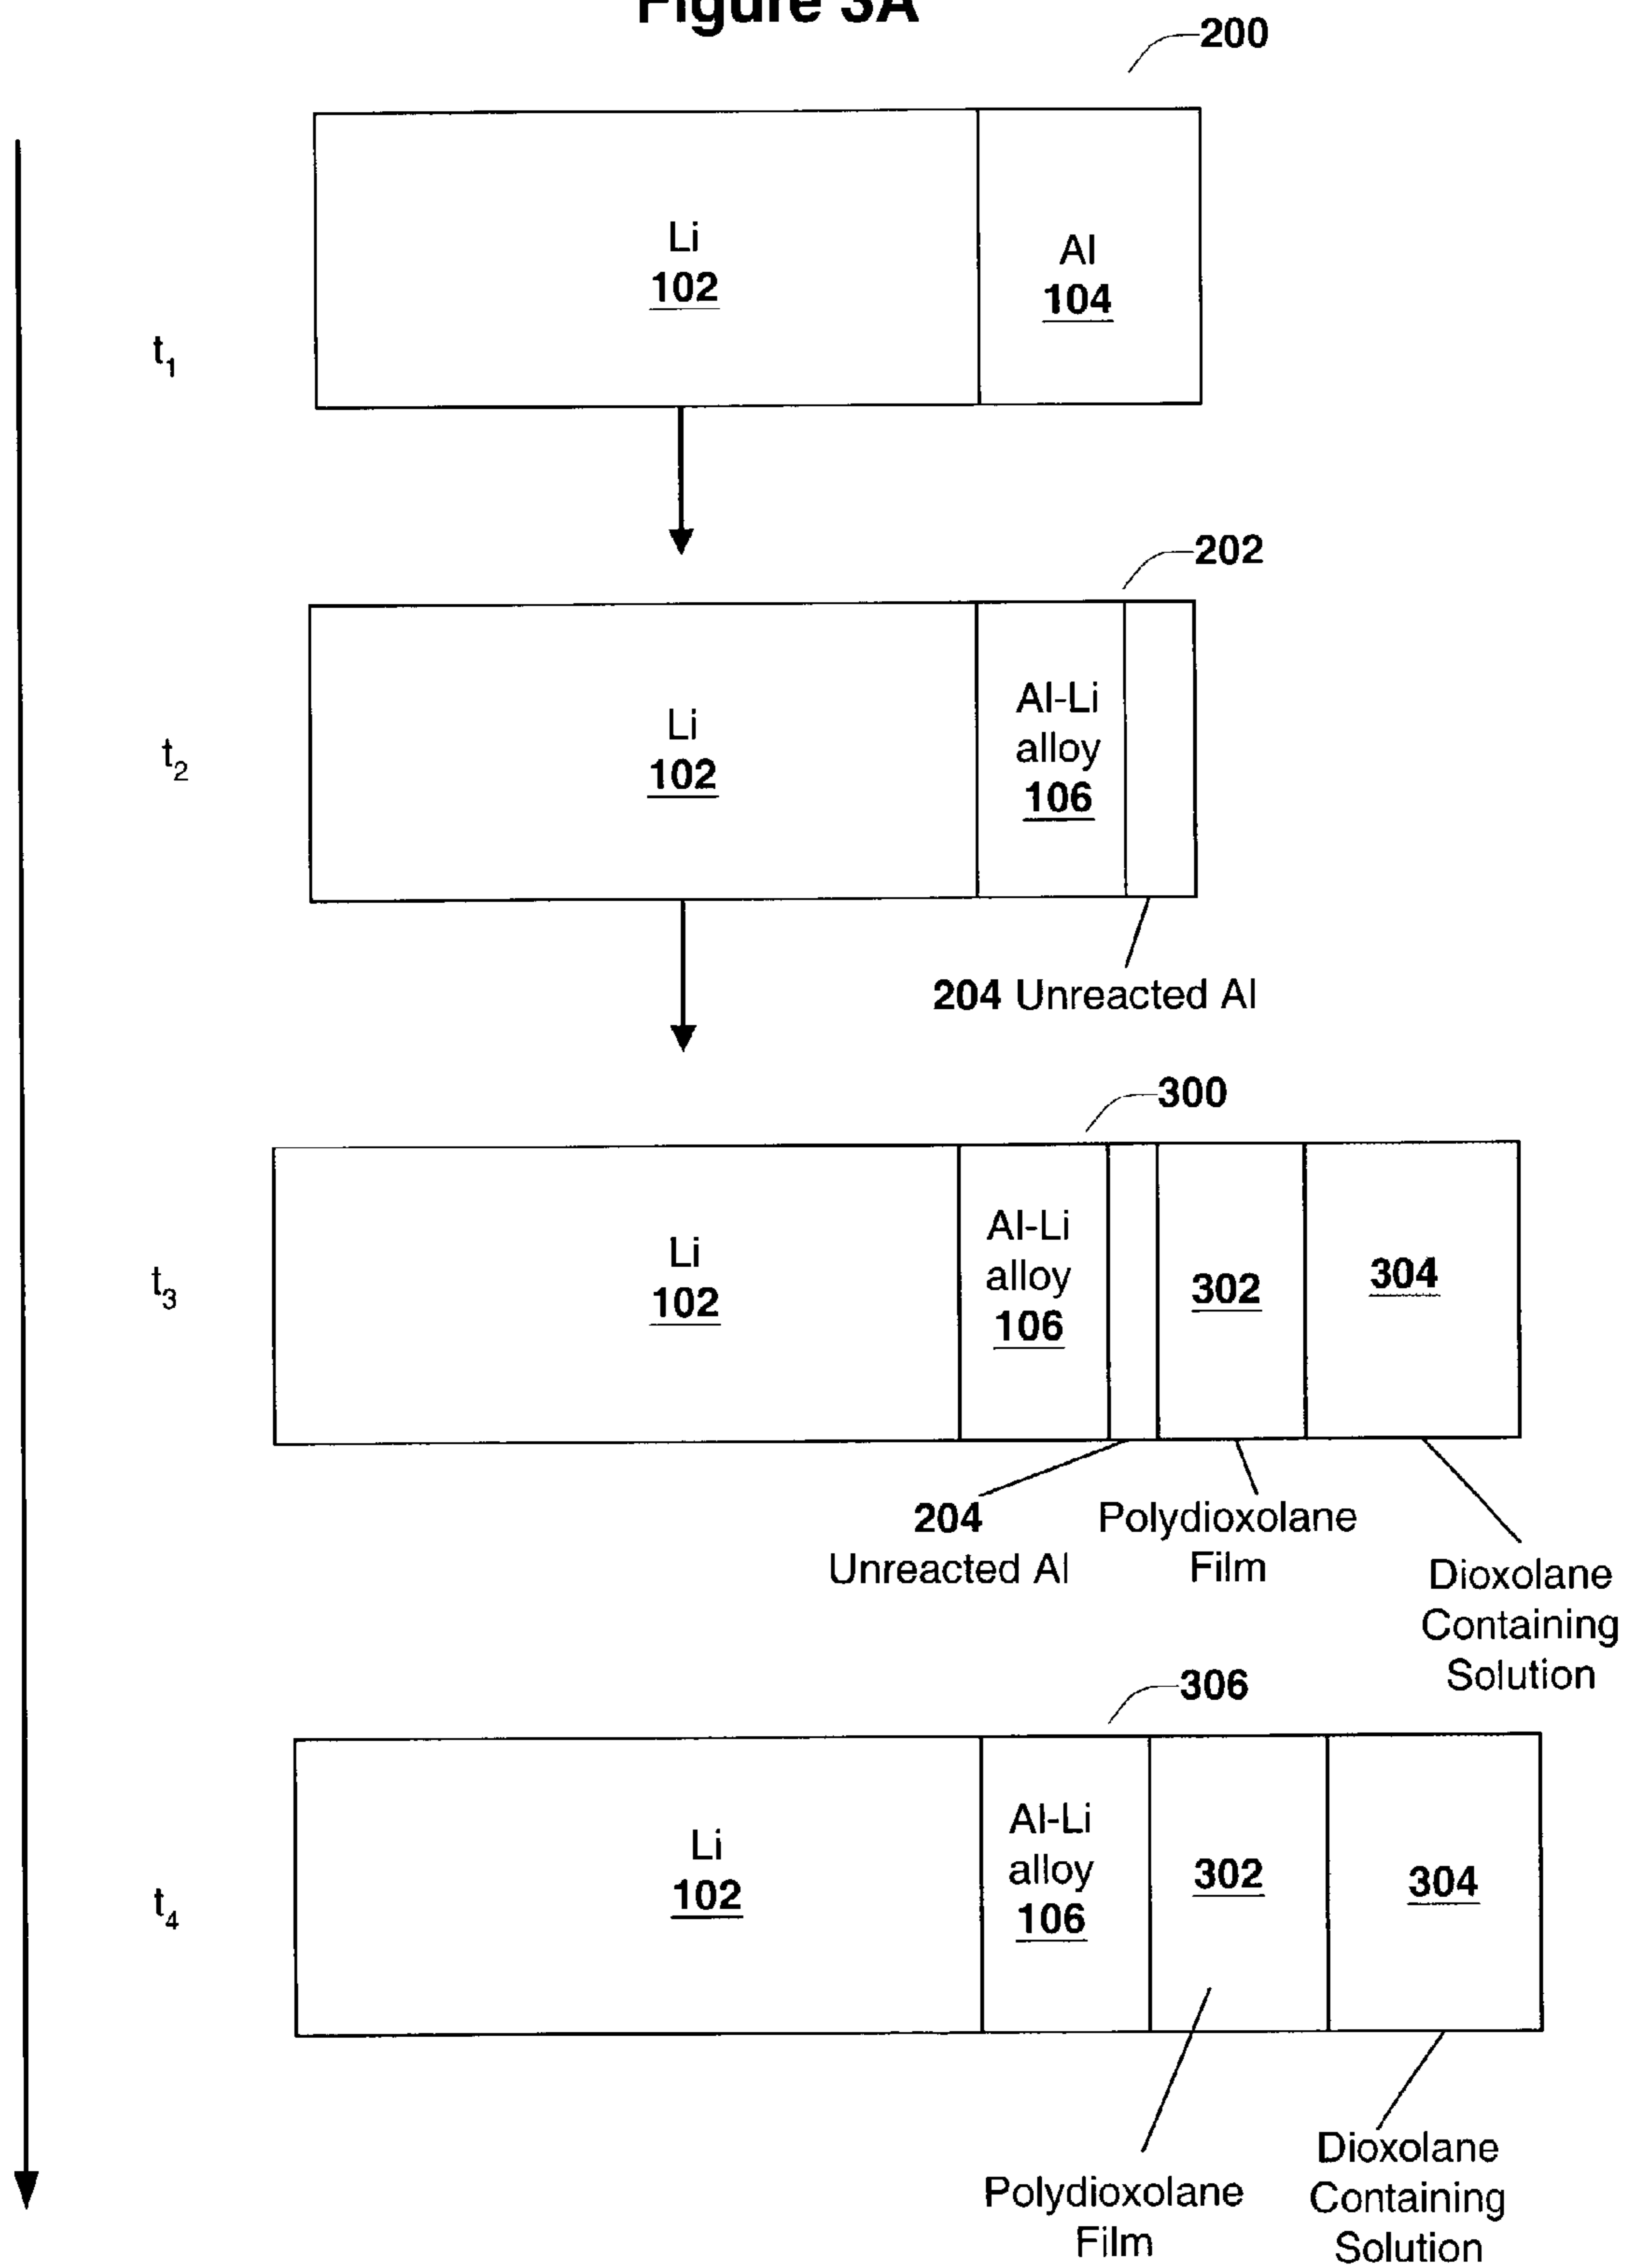 Figure 3A
200
Li
102
Al
104
t₁
202
Li
102
Al-Li
alloy
106
t₂
204 Unreacted Al
300
Li
102
Al-Li
alloy
106
302
304
t₃
204
Unreacted Al
Polydioxolane
Film
Dioxolane
Containing
Solution
306
Li
102
Al-Li
alloy
106
302
304
t₄
Polydioxolane
Film
Dioxolane
Containing
Solution